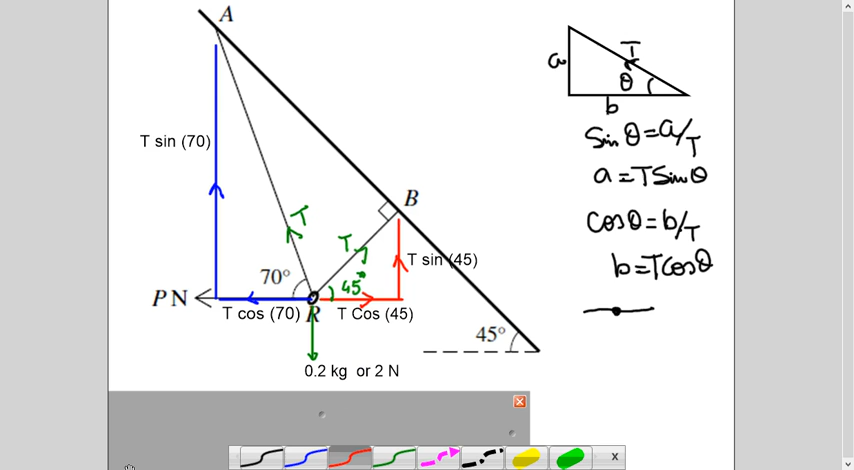 A
T
a
θ
b
T sin (70)
Sin θ = a/T
a = T Sin θ
B
T
Cos θ = b/T
T
T sin (45)
b = T Cos θ
70°
45°
P N
T cos (70)
R
T Cos (45)
45°
0.2 kg or 2 N
x